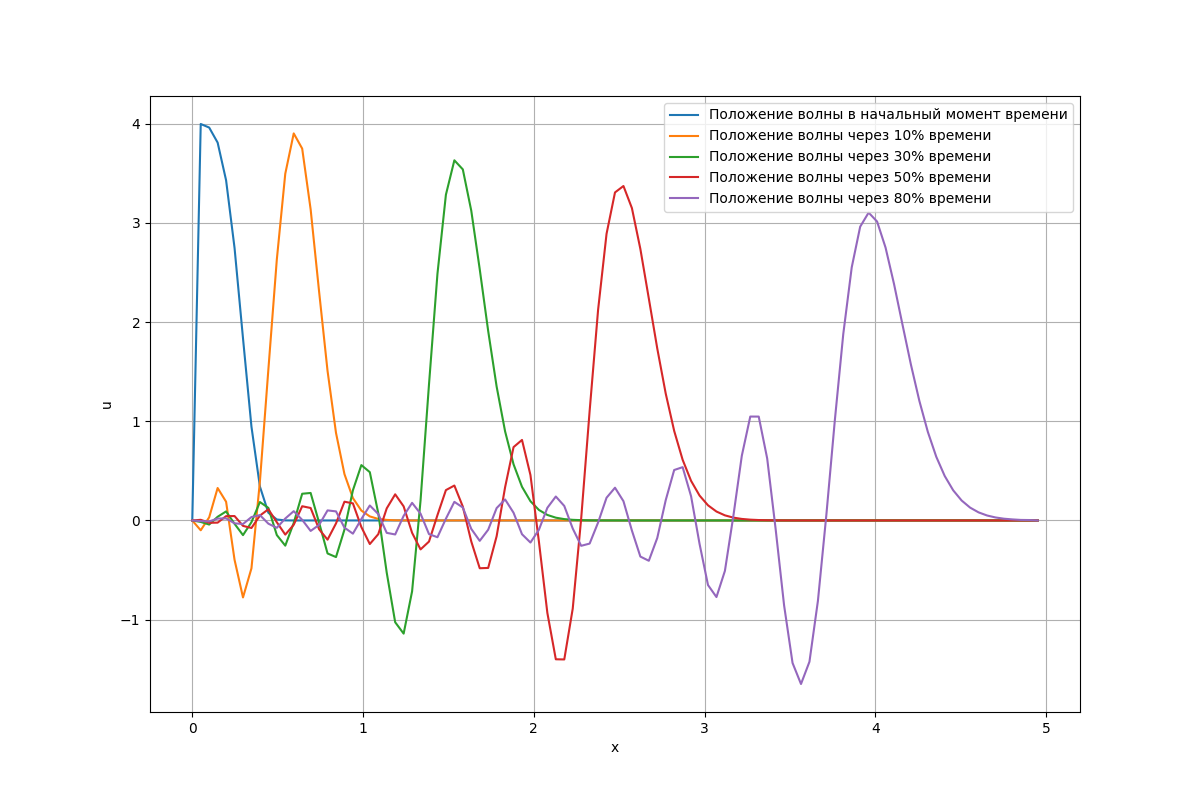 Положение волны в начальный момент времени
Положение волны через 10% времени
Положение волны через 30% времени
Положение волны через 50% времени
Положение волны через 80% времени
4
3
2
1
0
−1
u
0 1 2 3 4 5
x